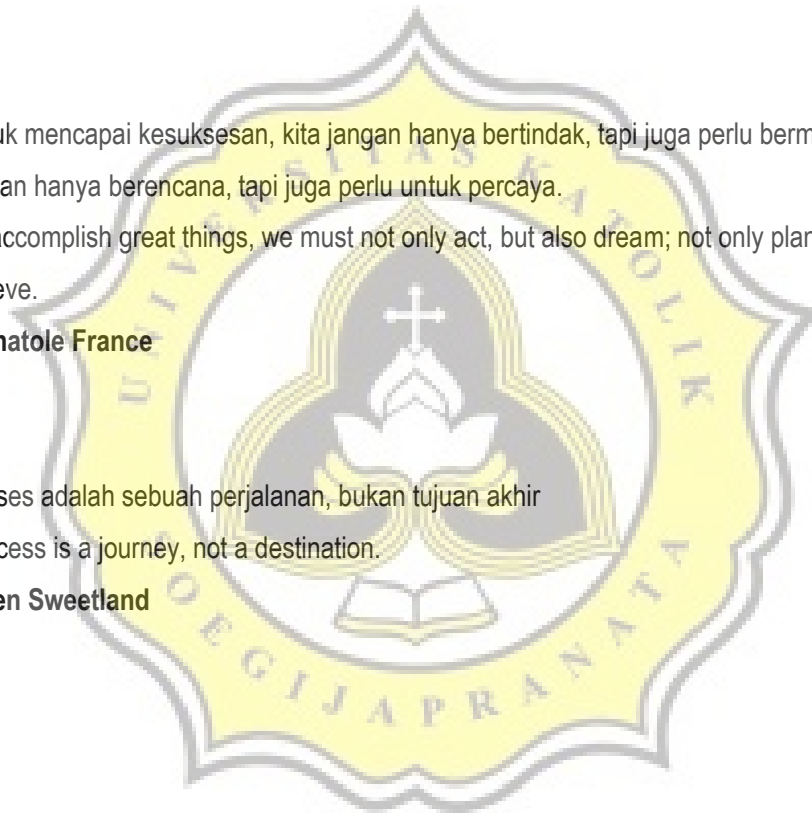 uk mencapai kesuksesan, kita jangan hanya bertindak, tapi juga perlu berm
an hanya berencana, tapi juga perlu untuk percaya.
accomplish great things, we must not only act, but also dream; not only plan
eve.
natole France
ses adalah sebuah perjalanan, bukan tujuan akhir
cess is a journey, not a destination.
en Sweetland
UNIVERSITAS KATOLIK
SOEGIJAPRANATA